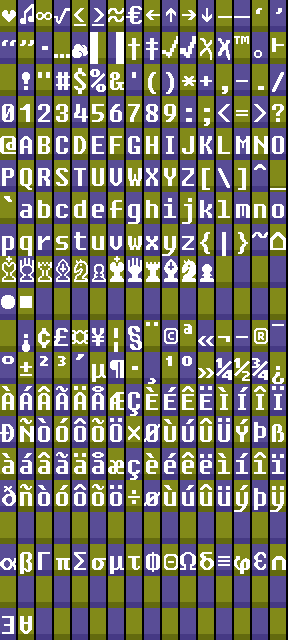 ♥♫∞√❬❭≈€←↑→↓—–‘
“”-…▌▐†‡✓√™
!"#$%&'()*+,-./
0123456789:;<=>?
@ABCDEFGHIJKLMNO
PQRSTUVWXYZ[\]^_
`abcdefghijklmno
pqrstuvwxyz{|}~⌂
♔♕♖♗♘♙♚♛♜♝♞♟
●■
¡¢£¤¥¦§¨©ª«¬-®¯
°±²³´µ¶·¸¹º»¼½¾¿
ÀÁÂÃÄÅÆÇÈÉÊËÌÍÎÏ
ÐÑÒÓÔÕÖ×ØÙÚÛÜÝÞß
àáâãäåæçèéêëìíîï
ðñòóôõö÷øùúûüýþÿ
αβΓπΣσμτΦΘΩδ≡φε∩
∃∀